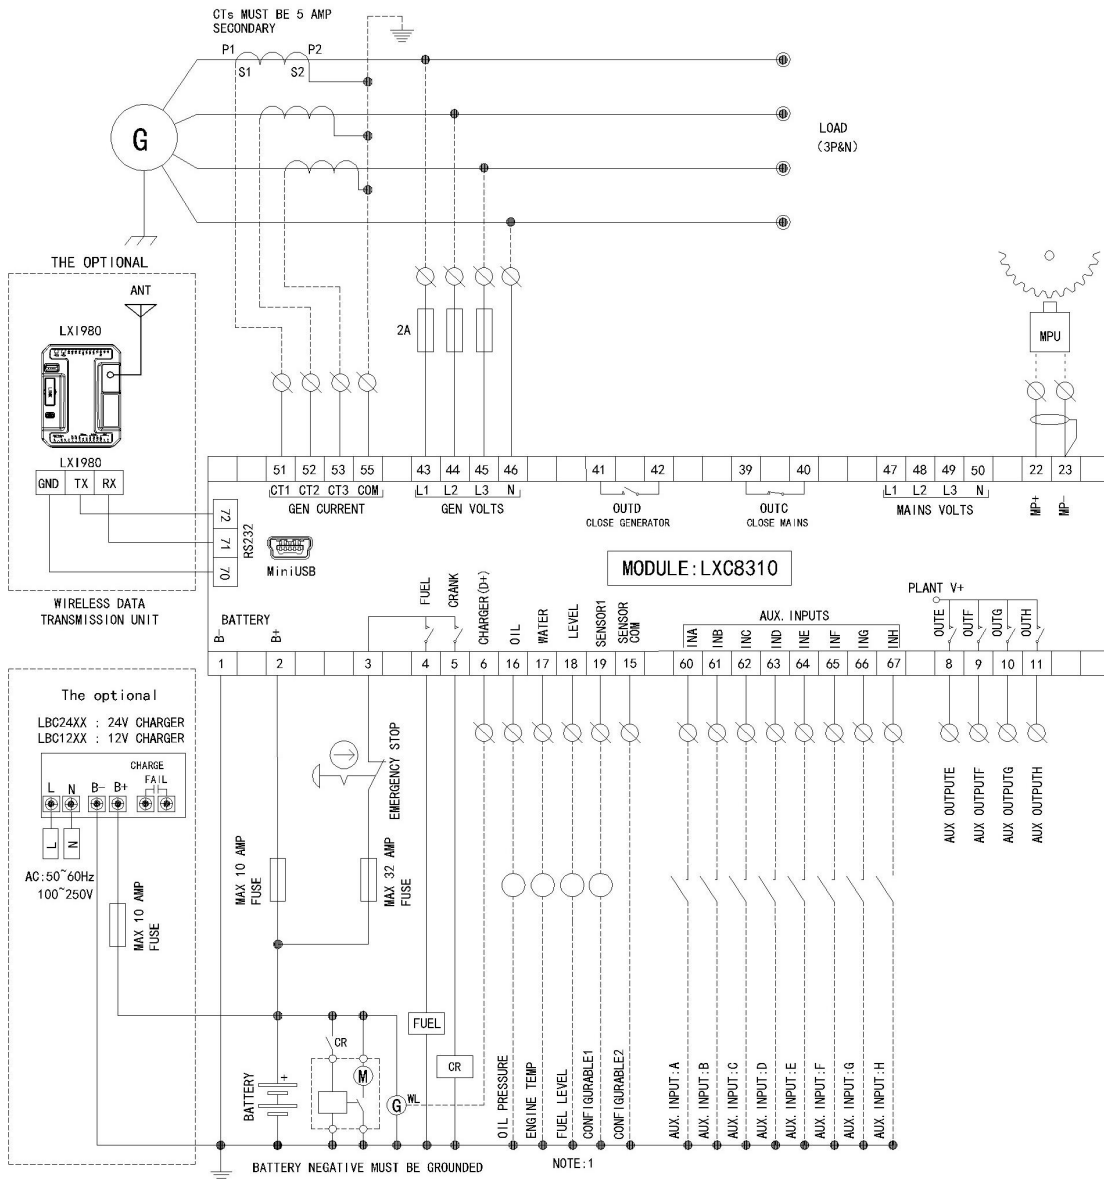 CTs MUST BE 5 AMP
SECONDARY
P1 P2
S1 S2
G
LOAD
(3P&N)
THE OPTIONAL
ANT
LXI980
2A
MPU
LXI980
GND TX RX
51 52 53 55 43 44 45 46 41 42 39 40 47 48 49 50 22 23
CT1 CT2 CT3 COM L1 L2 L3 N L1 L2 L3 N MP+ MP-
GEN CURRENT GEN VOLTS OUTD OUTC MAINS VOLTS
CLOSE GENERATOR CLOSE MAINS
72
71
70
RS232
MiniUSB
MODULE:LXC8310
WIRELESS DATA
TRANSMISSION UNIT
BATTERY
B- B+ FUEL CRANK CHARGER(D+) OIL WATER LEVEL SENSOR1 SENSOR
COM
AUX. INPUTS
INA INB INC IND INE INF ING INH
PLANT V+
OUTE OUTF OUTG OUTH
1 2 3 4 5 6 16 17 18 19 15 60 61 62 63 64 65 66 67 8 9 10 11
The optional
LBC24XX : 24V CHARGER
LBC12XX : 12V CHARGER
CHARGE
FAIL
L N B- B+
L N
AC:50~60Hz
100~250V
MAX 10 AMP
FUSE
MAX 10 AMP
FUSE
EMERGENCY STOP
MAX 32 AMP
FUSE
AUX OUTPUTE
AUX OUTPUTF
AUX OUTPUTG
AUX OUTPUTH
FUEL
CR
CR
M
G WL
+
BATTERY
OIL PRESSURE
ENGINE TEMP
FUEL LEVEL
CONFIGURABLE1
CONFIGURABLE2
AUX. INPUT:A
AUX. INPUT:B
AUX. INPUT:C
AUX. INPUT:D
AUX. INPUT:E
AUX. INPUT:F
AUX. INPUT:G
AUX. INPUT:H
BATTERY NEGATIVE MUST BE GROUNDED
NOTE:1